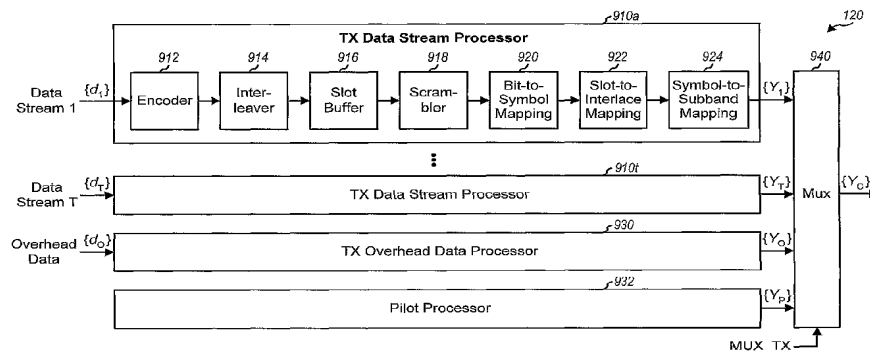 910a
120
TX Data Stream Processor
912
914
916
918
920
922
924
940
Data
Stream 1
{d1}
Encoder
Inter-
leaver
Slot
Buffer
Scram-
blor
Bit-to-
Symbol
Mapping
Slot-to-
Interlace
Mapping
Symbol-to-
Subband
Mapping
{Y1}
910t
Data
Stream T
{dT}
TX Data Stream Processor
{YT}
Mux
{YC}
930
Overhead
Data
{dO}
TX Overhead Data Processor
{YO}
932
Pilot Processor
{YP}
MUX_TX